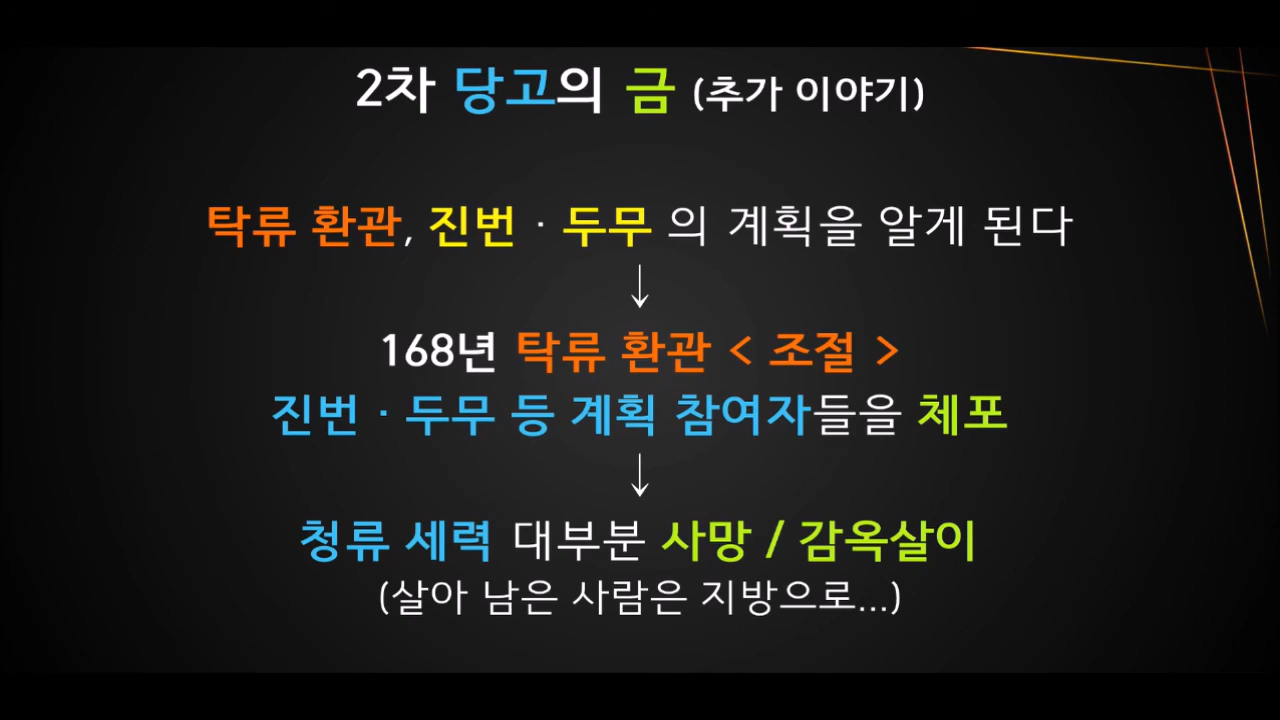 2차 당고의 금 (추가 이야기)
탁류 환관, 진번 · 두무 의 계획을 알게 된다
↓
168년 탁류 환관 < 조절 >
진번 · 두무 등 계획 참여자들을 체포
↓
청류 세력 대부분 사망 / 감옥살이
(살아 남은 사람은 지방으로...)